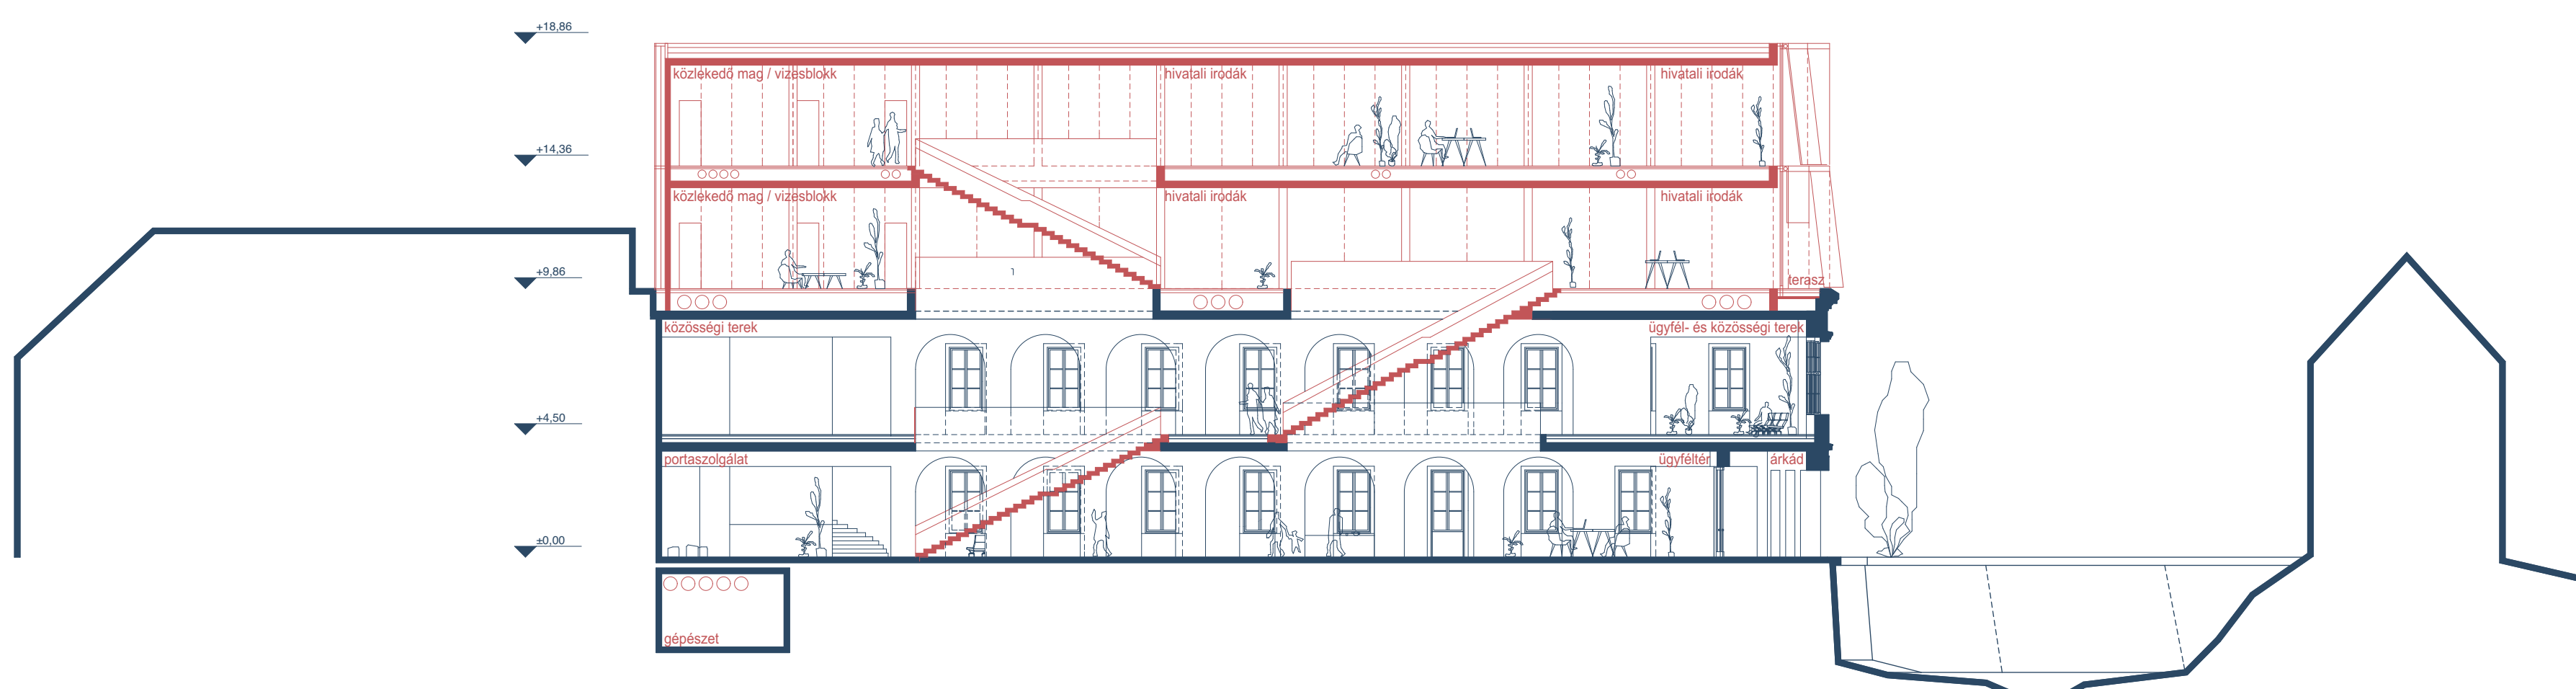 +18,86
közlekedő mag / vizesblokk
hivatali irodák
hivatali irodák
+14,36
közlekedő mag / vizesblokk
hivatali irodák
hivatali irodák
+9,86
terasz
közösségi terek
ügyfél- és közösségi terek
+4,50
portaszolgálat
ügyféltér
árkád
±0,00
gépészet